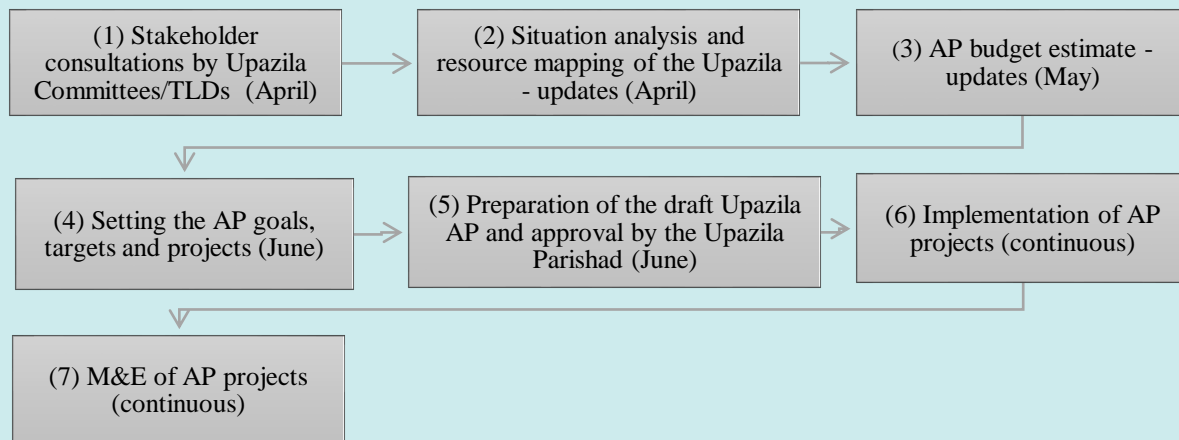 (1) Stakeholder
consultations by Upazila
Committees/TLDs (April)
(2) Situation analysis and
resource mapping of the Upazila
- updates (April)
(3) AP budget estimate -
updates (May)
(4) Setting the AP goals,
targets and projects (June)
(5) Preparation of the draft Upazila
AP and approval by the Upazila
Parishad (June)
(6) Implementation of AP
projects (continuous)
(7) M&E of AP projects
(continuous)